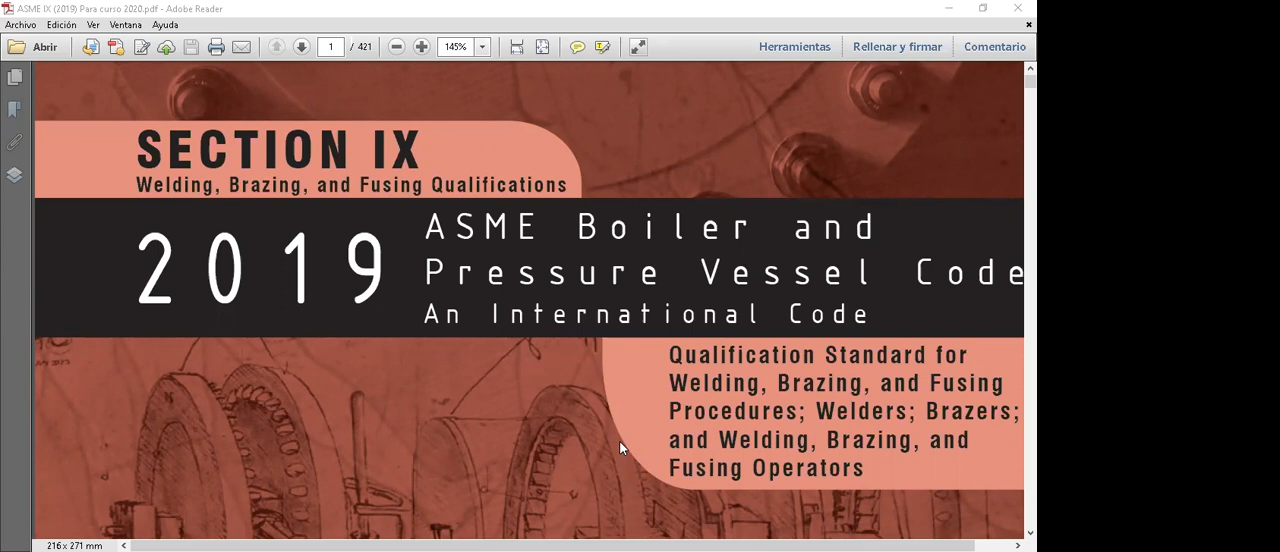 ASME IX (2019) Para curso 2020.pdf - Adobe Reader
Archivo Edición Ver Ventana Ayuda
Abrir 1 / 421 145% Herramientas Rellenar y firmar Comentario
SECTION IX
Welding, Brazing, and Fusing Qualifications
2019
ASME Boiler and
Pressure Vessel Code
An International Code
Qualification Standard for
Welding, Brazing, and Fusing
Procedures; Welders; Brazers;
and Welding, Brazing, and
Fusing Operators
216 x 271 mm